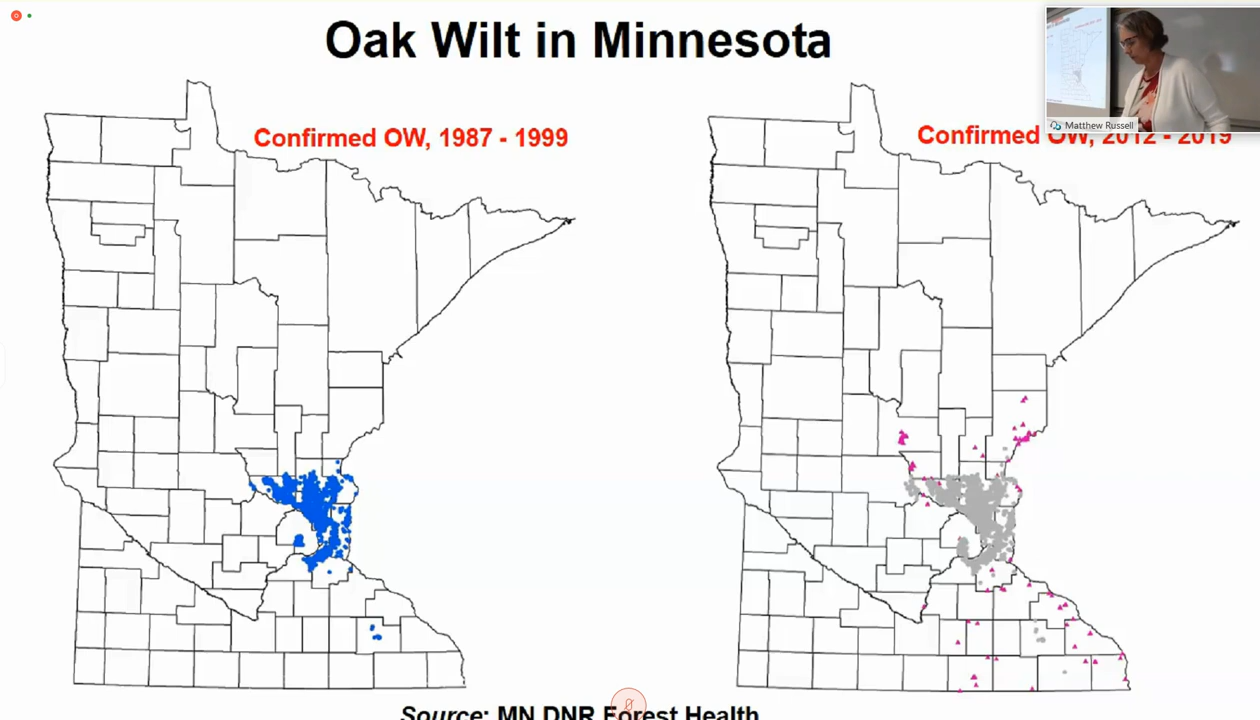 Oak Wilt in Minnesota
Confirmed OW, 1987 - 1999
Confirmed OW, 2012 - 2019
Matthew Russell
Source: MN DNR Forest Health